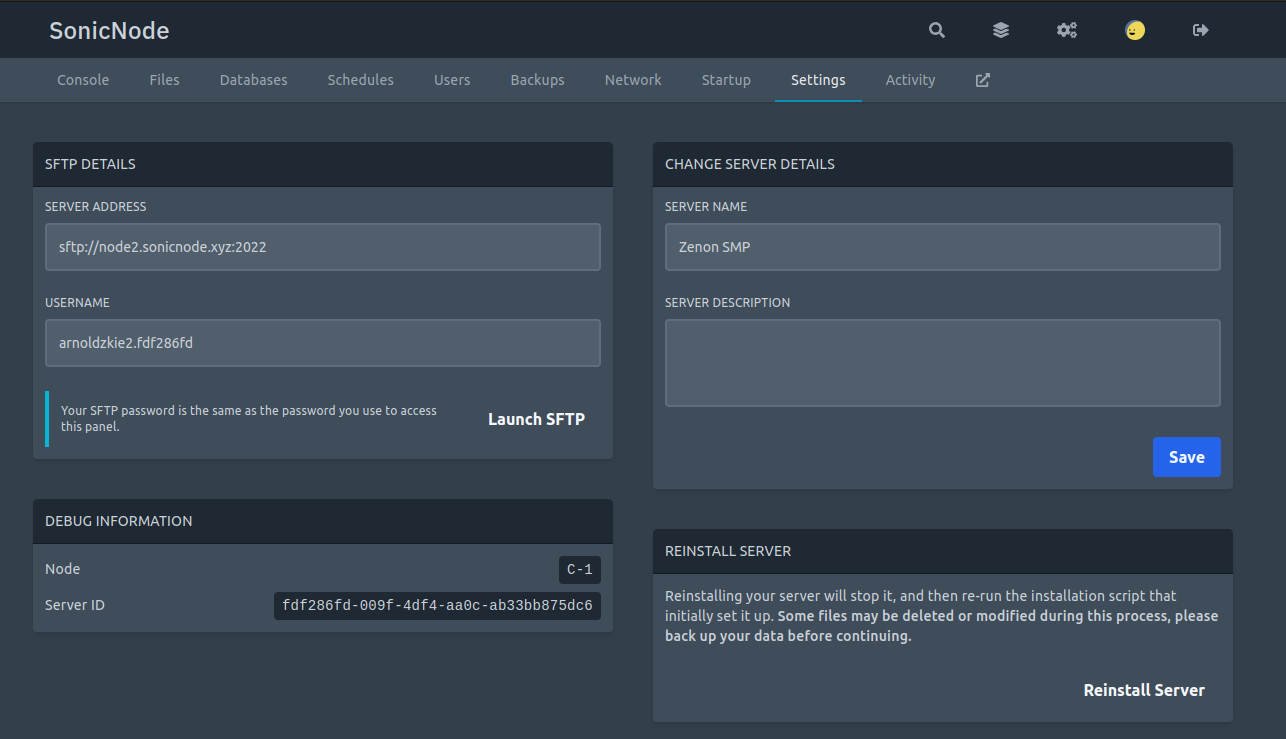 SonicNode
Console Files Databases Schedules Users Backups Network Startup Settings Activity
SFTP DETAILS
SERVER ADDRESS
sftp://node2.sonicnode.xyz:2022
USERNAME
arnoldzkie2.fdf286fd
Your SFTP password is the same as the password you use to access
this panel.
Launch SFTP
DEBUG INFORMATION
Node C-1
Server ID fdf286fd-009f-4df4-aa0c-ab33bb875dc6
CHANGE SERVER DETAILS
SERVER NAME
Zenon SMP
SERVER DESCRIPTION
Save
REINSTALL SERVER
Reinstalling your server will stop it, and then re-run the installation script that
initially set it up. Some files may be deleted or modified during this process, please
back up your data before continuing.
Reinstall Server